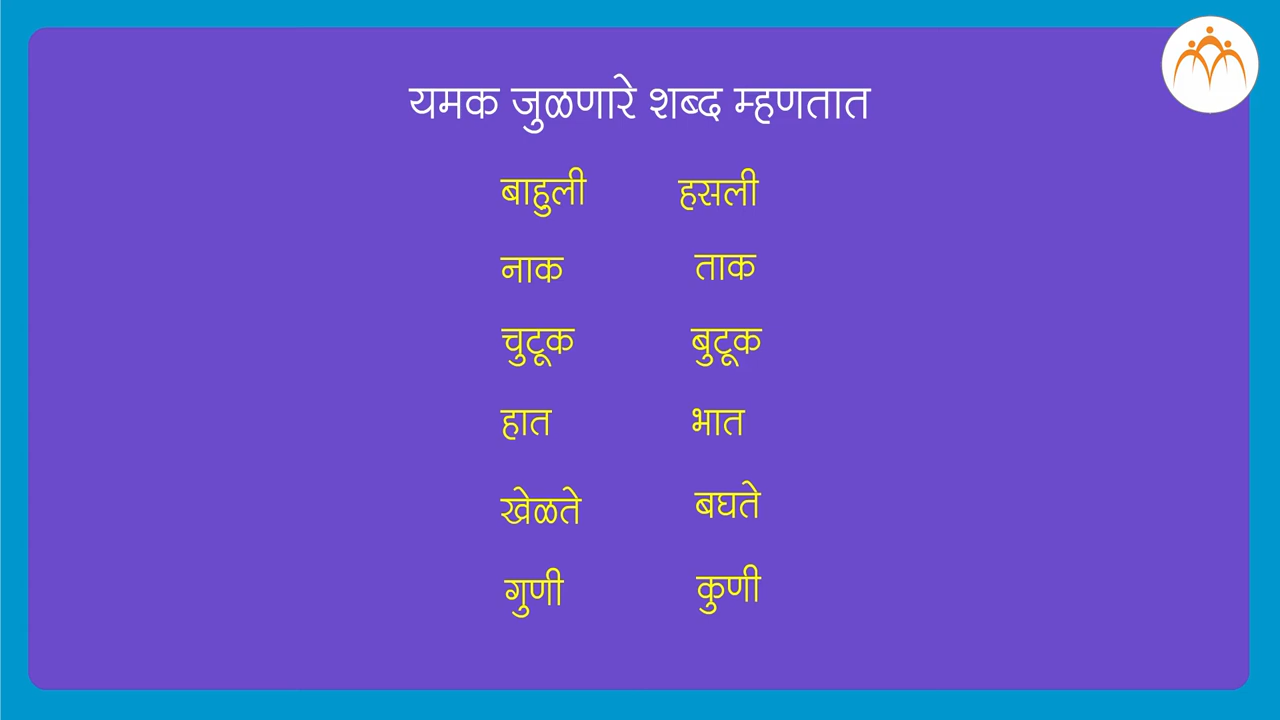 यमक जुळणारे शब्द म्हणतात
बाहुली हसली
नाक ताक
चुटूक बुटूक
हात भात
खेळते बघते
गुणी कुणी